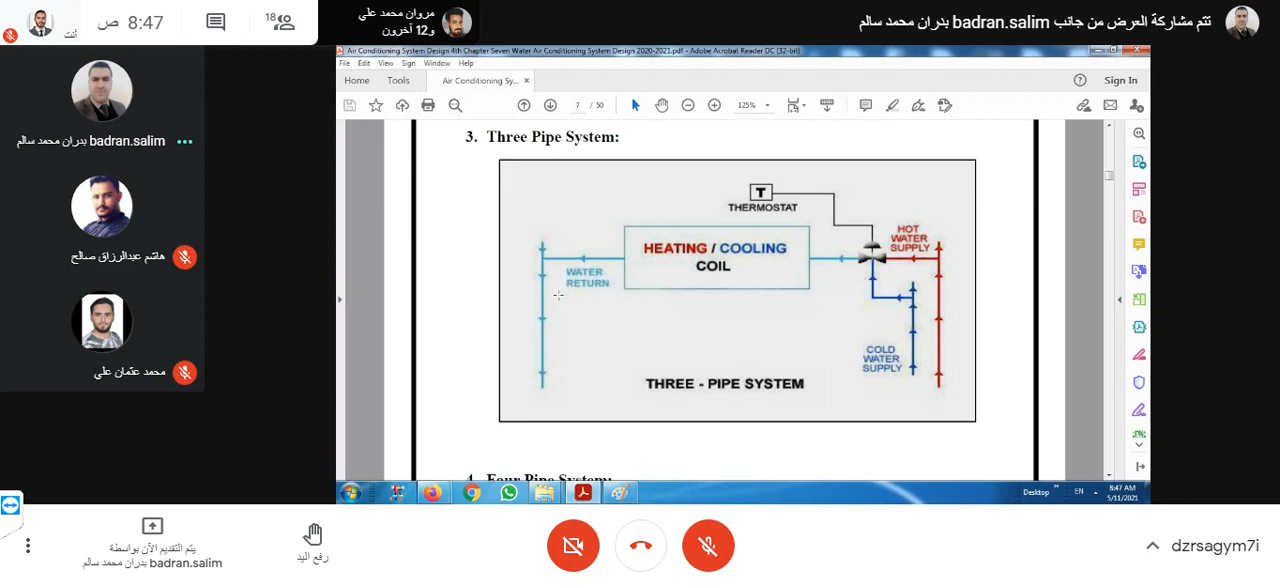 8:47 ص
18
أنت
مروان محمد علي
و12 آخرون
تتم مشاركة العرض من جانب badran.salim بدران محمد سالم
badran.salim بدران محمد سالم
هاشم عبدالرزاق صالح
محمد عثمان علي
Air Conditioning System Design 4th Chapter Seven Water Air Conditioning System Design 2020-2021.pdf - Adobe Acrobat Reader DC (32-bit)
File Edit View Sign Window Help
Home Tools Air Conditioning Sy... × Sign In
7 / 50 125%
3. Three Pipe System:
T
THERMOSTAT
HOT
WATER
SUPPLY
HEATING / COOLING
COIL
WATER
RETURN
COLD
WATER
SUPPLY
THREE - PIPE SYSTEM
4. Four Pipe System:
Desktop » EN 8:47 AM
5/11/2021
يتم التقديم الآن بواسطة
badran.salim بدران محمد سالم
رفع اليد
dzrsagym7i